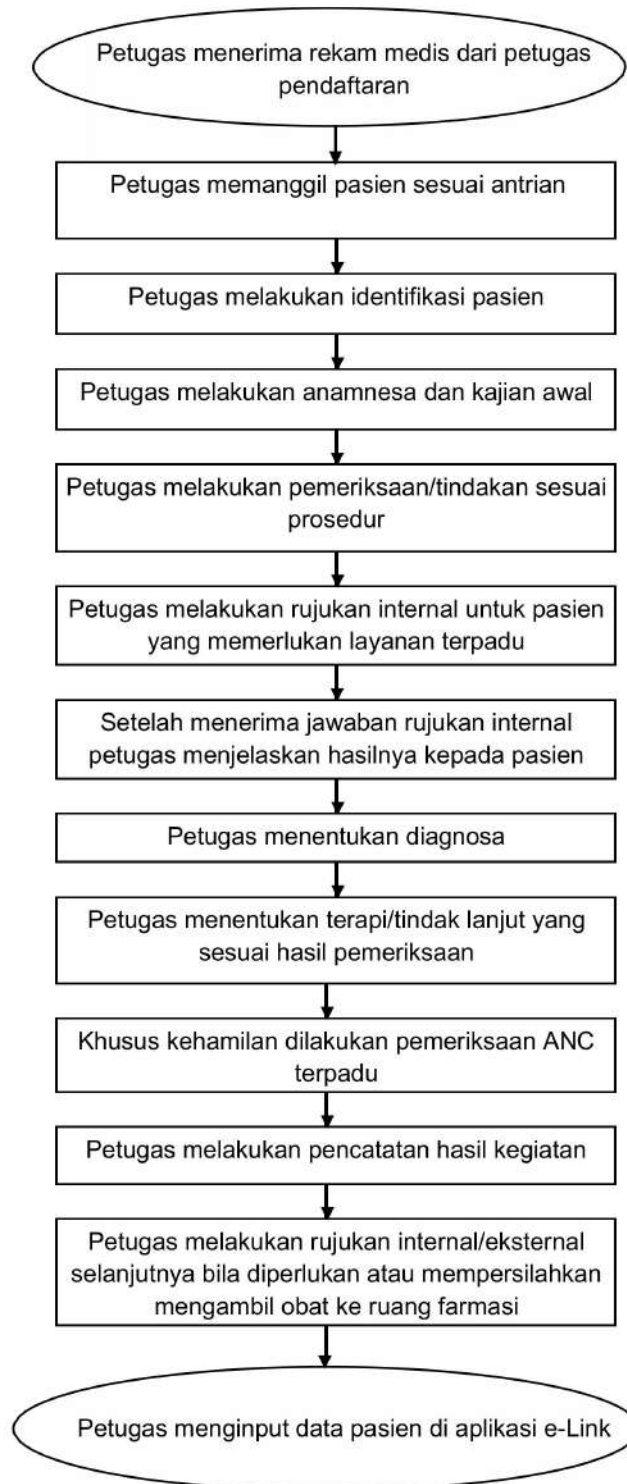 Petugas menerima rekam medis dari petugas
pendaftaran
Petugas memanggil pasien sesuai antrian
Petugas melakukan identifikasi pasien
Petugas melakukan anamnesa dan kajian awal
Petugas melakukan pemeriksaan/tindakan sesuai
prosedur
Petugas melakukan rujukan internal untuk pasien
yang memerlukan layanan terpadu
Setelah menerima jawaban rujukan internal
petugas menjelaskan hasilnya kepada pasien
Petugas menentukan diagnosa
Petugas menentukan terapi/tindak lanjut yang
sesuai hasil pemeriksaan
Khusus kehamilan dilakukan pemeriksaan ANC
terpadu
Petugas melakukan pencatatan hasil kegiatan
Petugas melakukan rujukan internal/eksternal
selanjutnya bila diperlukan atau mempersilahkan
mengambil obat ke ruang farmasi
Petugas menginput data pasien di aplikasi e-Link